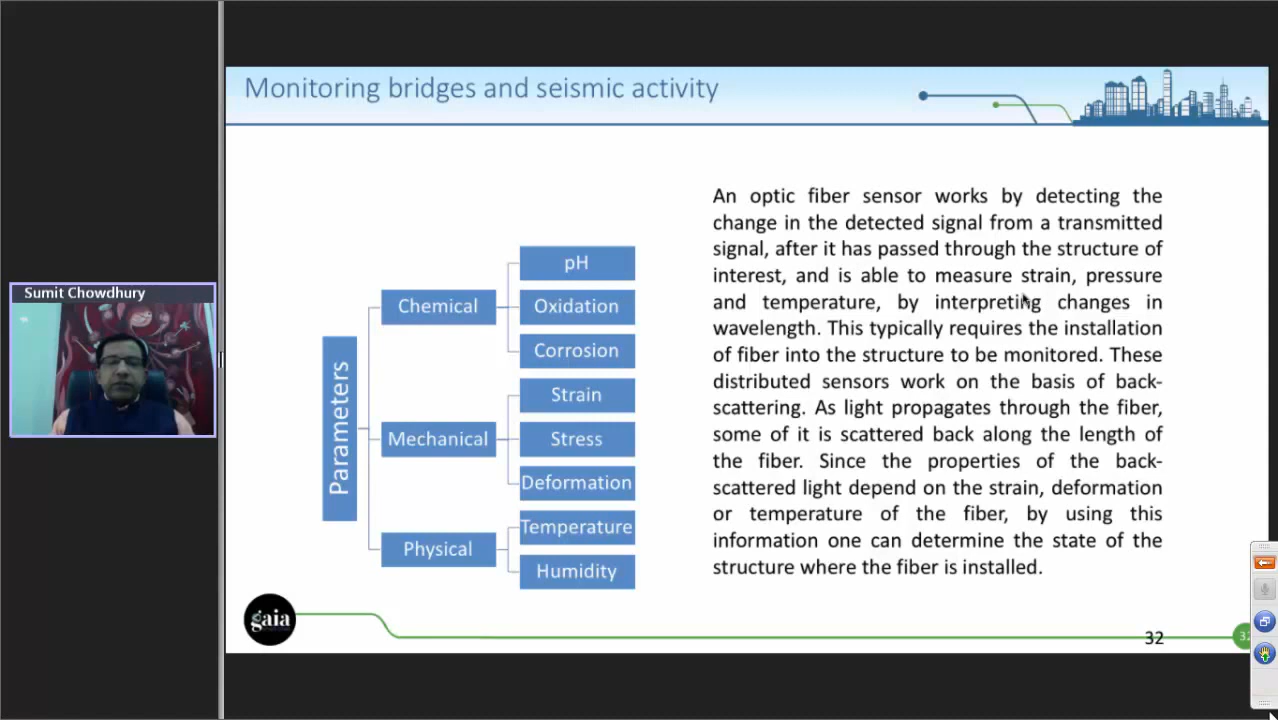 Monitoring bridges and seismic activity
Sumit Chowdhury
Parameters
Chemical
pH
Oxidation
Corrosion
Mechanical
Strain
Stress
Deformation
Physical
Temperature
Humidity
An optic fiber sensor works by detecting the
change in the detected signal from a transmitted
signal, after it has passed through the structure of
interest, and is able to measure strain, pressure
and temperature, by interpreting changes in
wavelength. This typically requires the installation
of fiber into the structure to be monitored. These
distributed sensors work on the basis of back-
scattering. As light propagates through the fiber,
some of it is scattered back along the length of
the fiber. Since the properties of the back-
scattered light depend on the strain, deformation
or temperature of the fiber, by using this
information one can determine the state of the
structure where the fiber is installed.
gaia
32
32